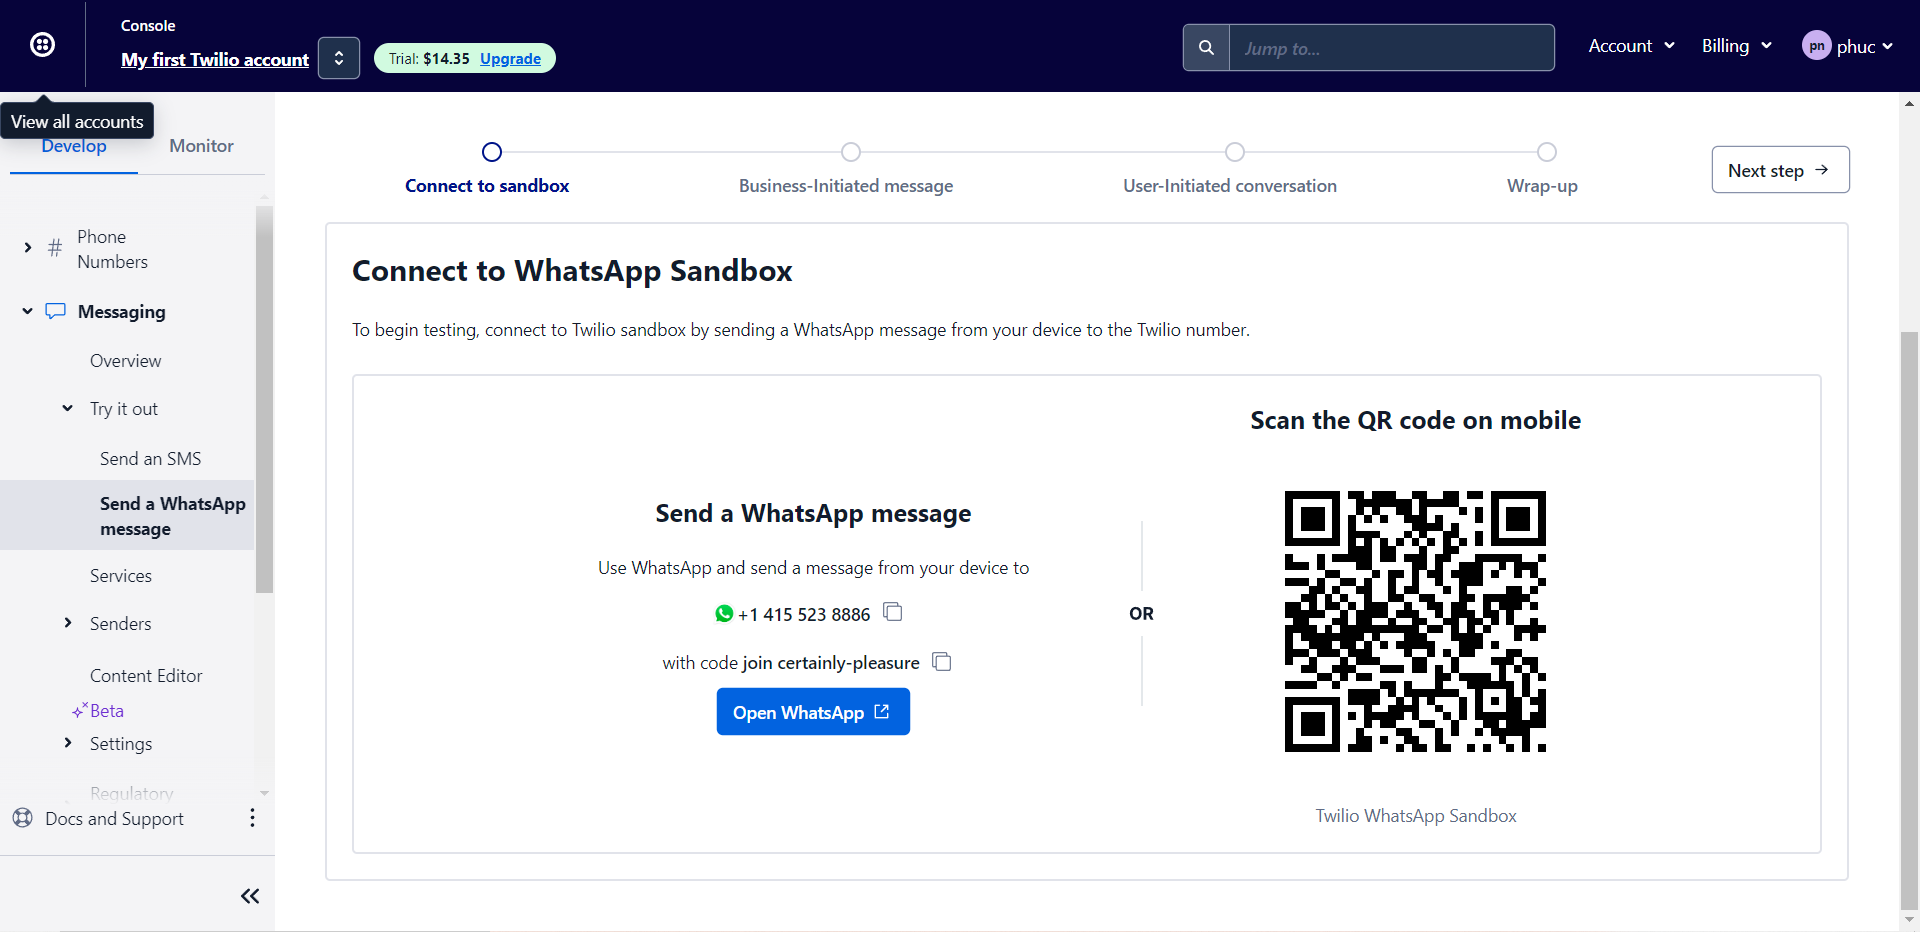 Console
My first Twilio account
Trial: $14.35 Upgrade
Jump to...
Account
Billing
pn phuc
View all accounts
Develop
Monitor
Phone
Numbers
Messaging
Overview
Try it out
Send an SMS
Send a WhatsApp
message
Services
Senders
Content Editor
Beta
Settings
Regulatory
Docs and Support
Connect to sandbox
Business-Initiated message
User-Initiated conversation
Wrap-up
Next step
Connect to WhatsApp Sandbox
To begin testing, connect to Twilio sandbox by sending a WhatsApp message from your device to the Twilio number.
Send a WhatsApp message
Use WhatsApp and send a message from your device to
+1 415 523 8886
with code join certainly-pleasure
Open WhatsApp
OR
Scan the QR code on mobile
Twilio WhatsApp Sandbox